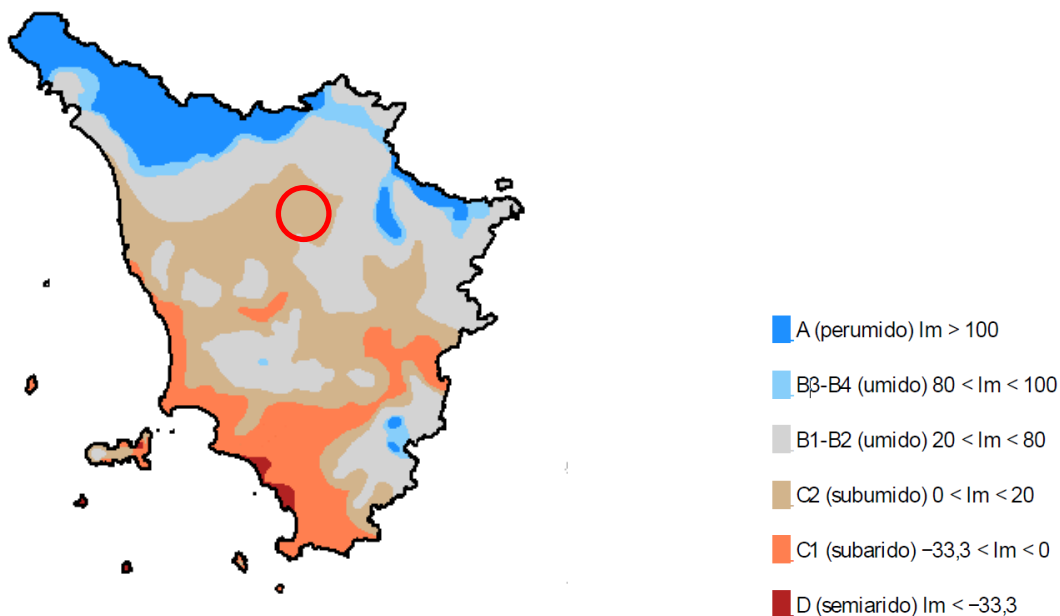 A (perumido) Im > 100
Bβ-B4 (umido) 80 < Im < 100
B1-B2 (umido) 20 < Im < 80
C2 (subumido) 0 < Im < 20
C1 (subarido) −33,3 < Im < 0
D (semiarido) Im < −33,3